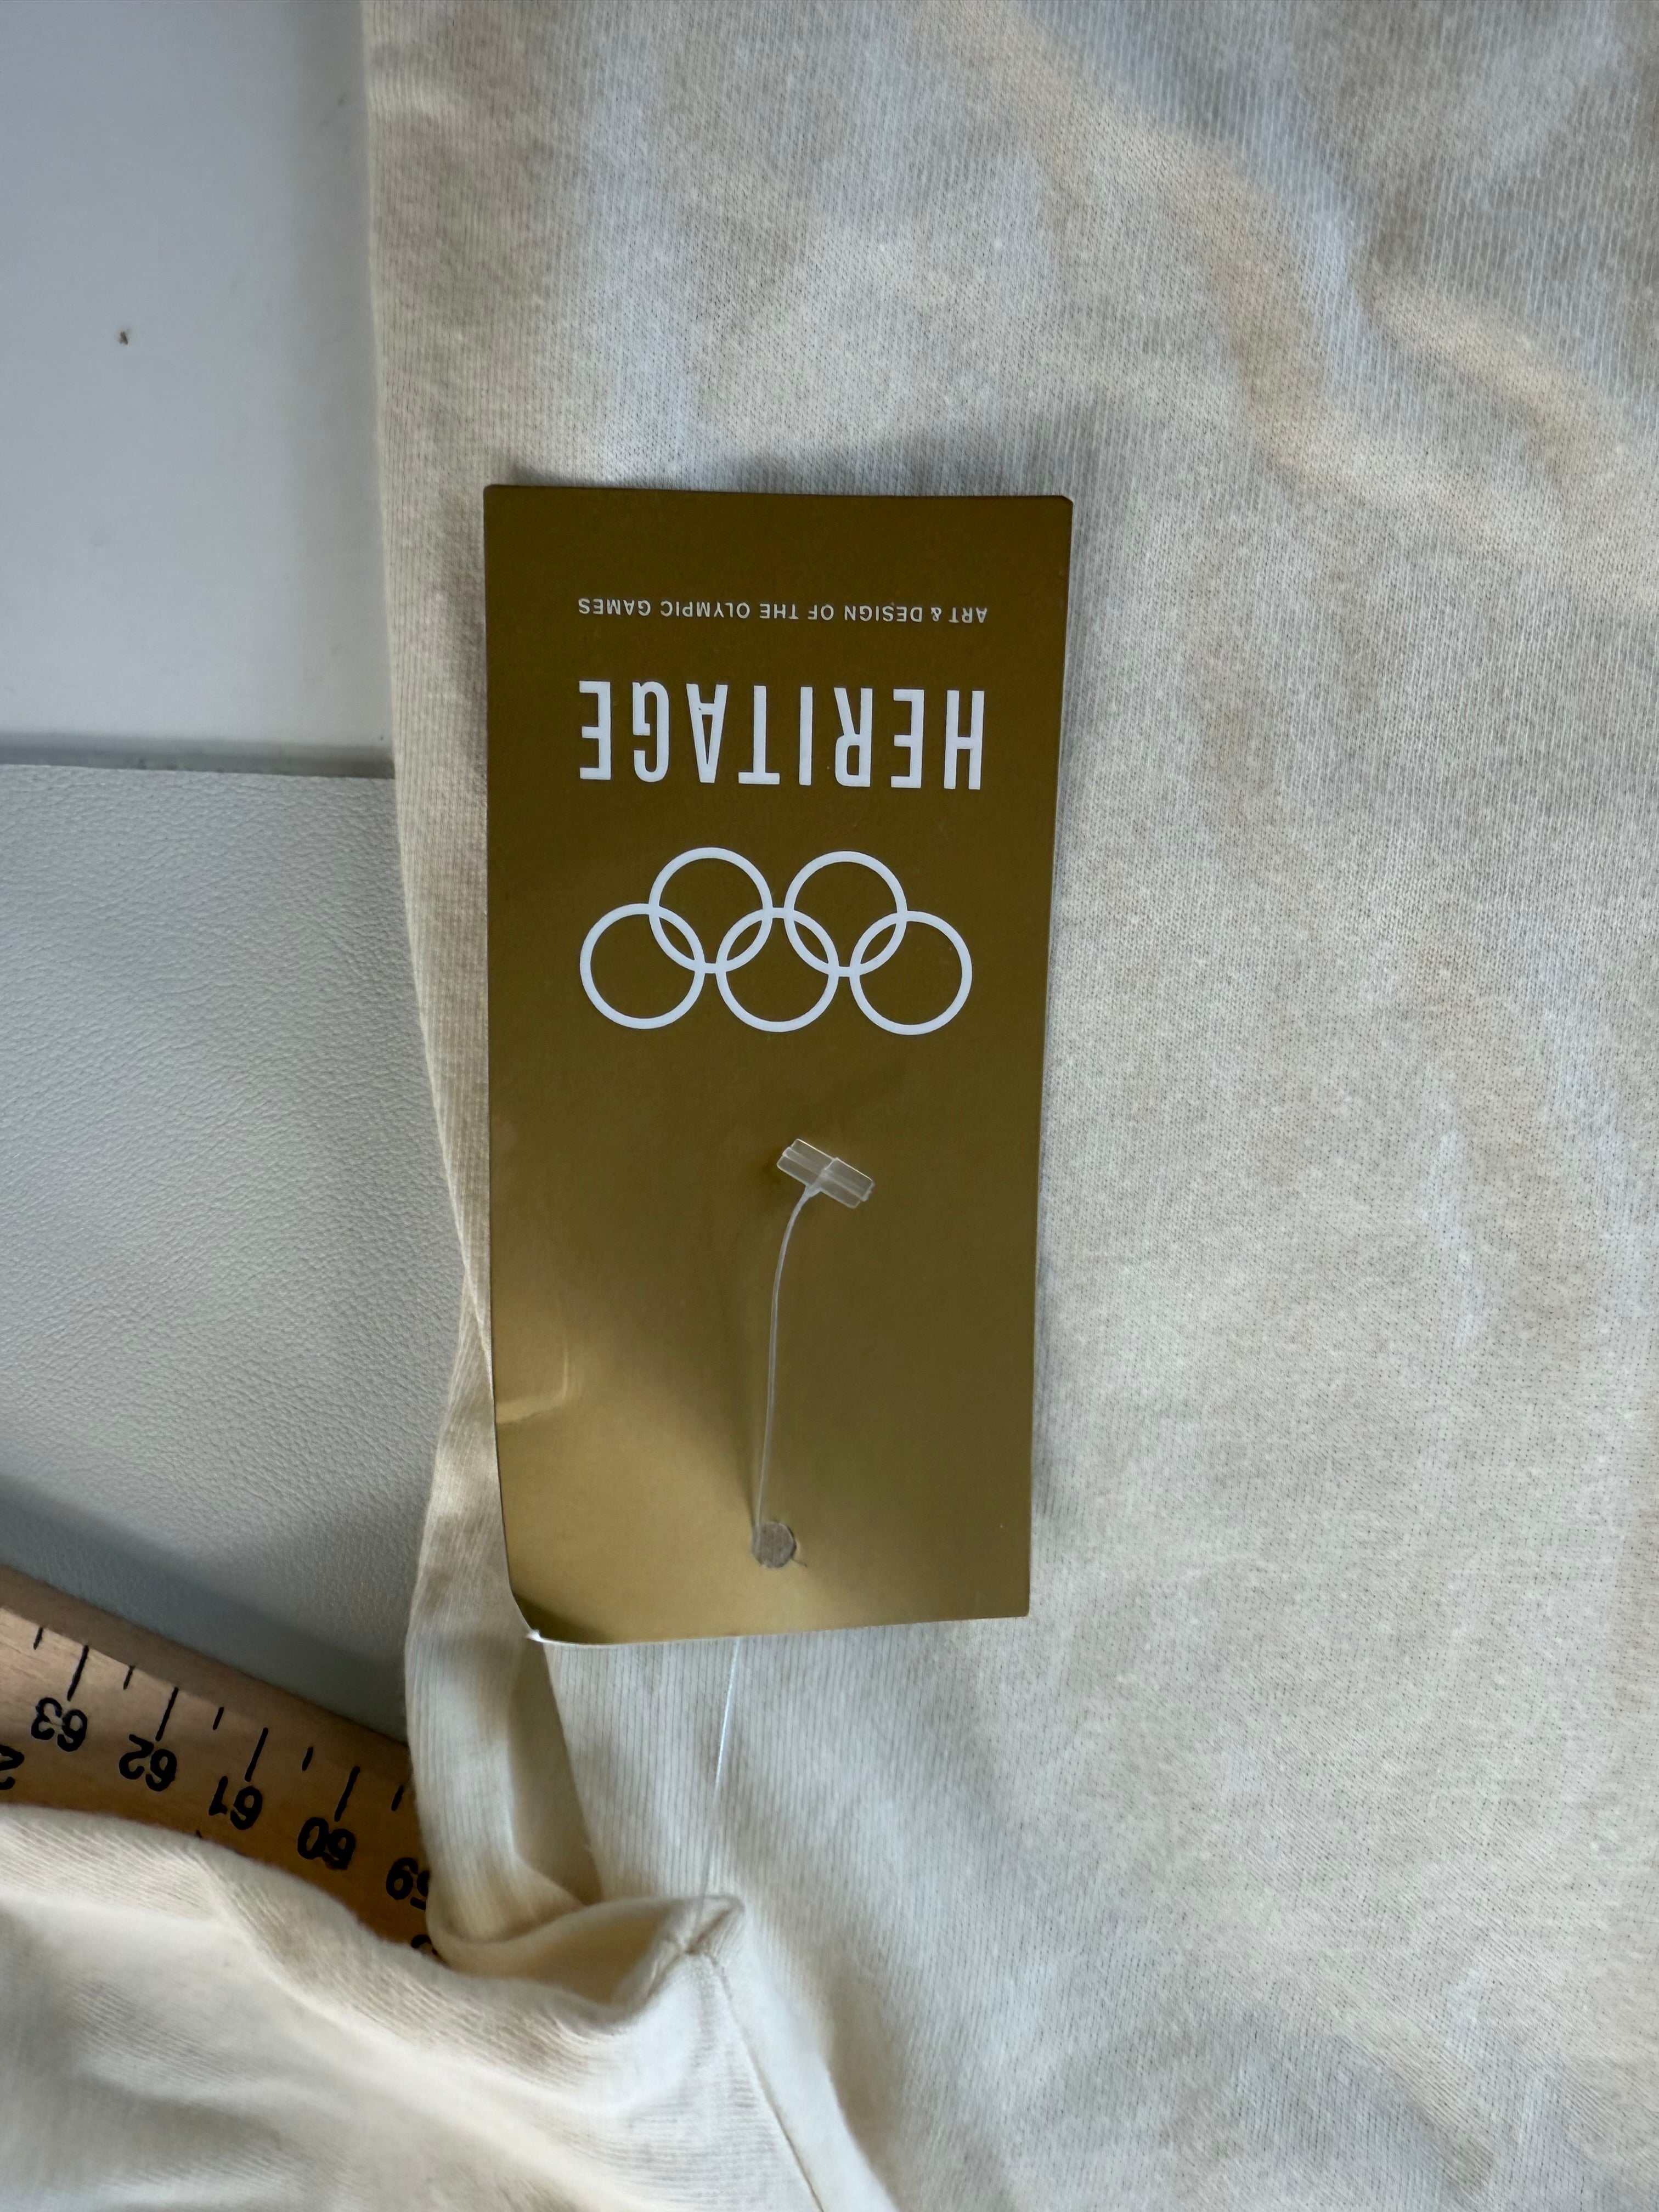 HERITAGE
ART & DESIGN OF THE OLYMPIC GAMES
63
62
61
60
59